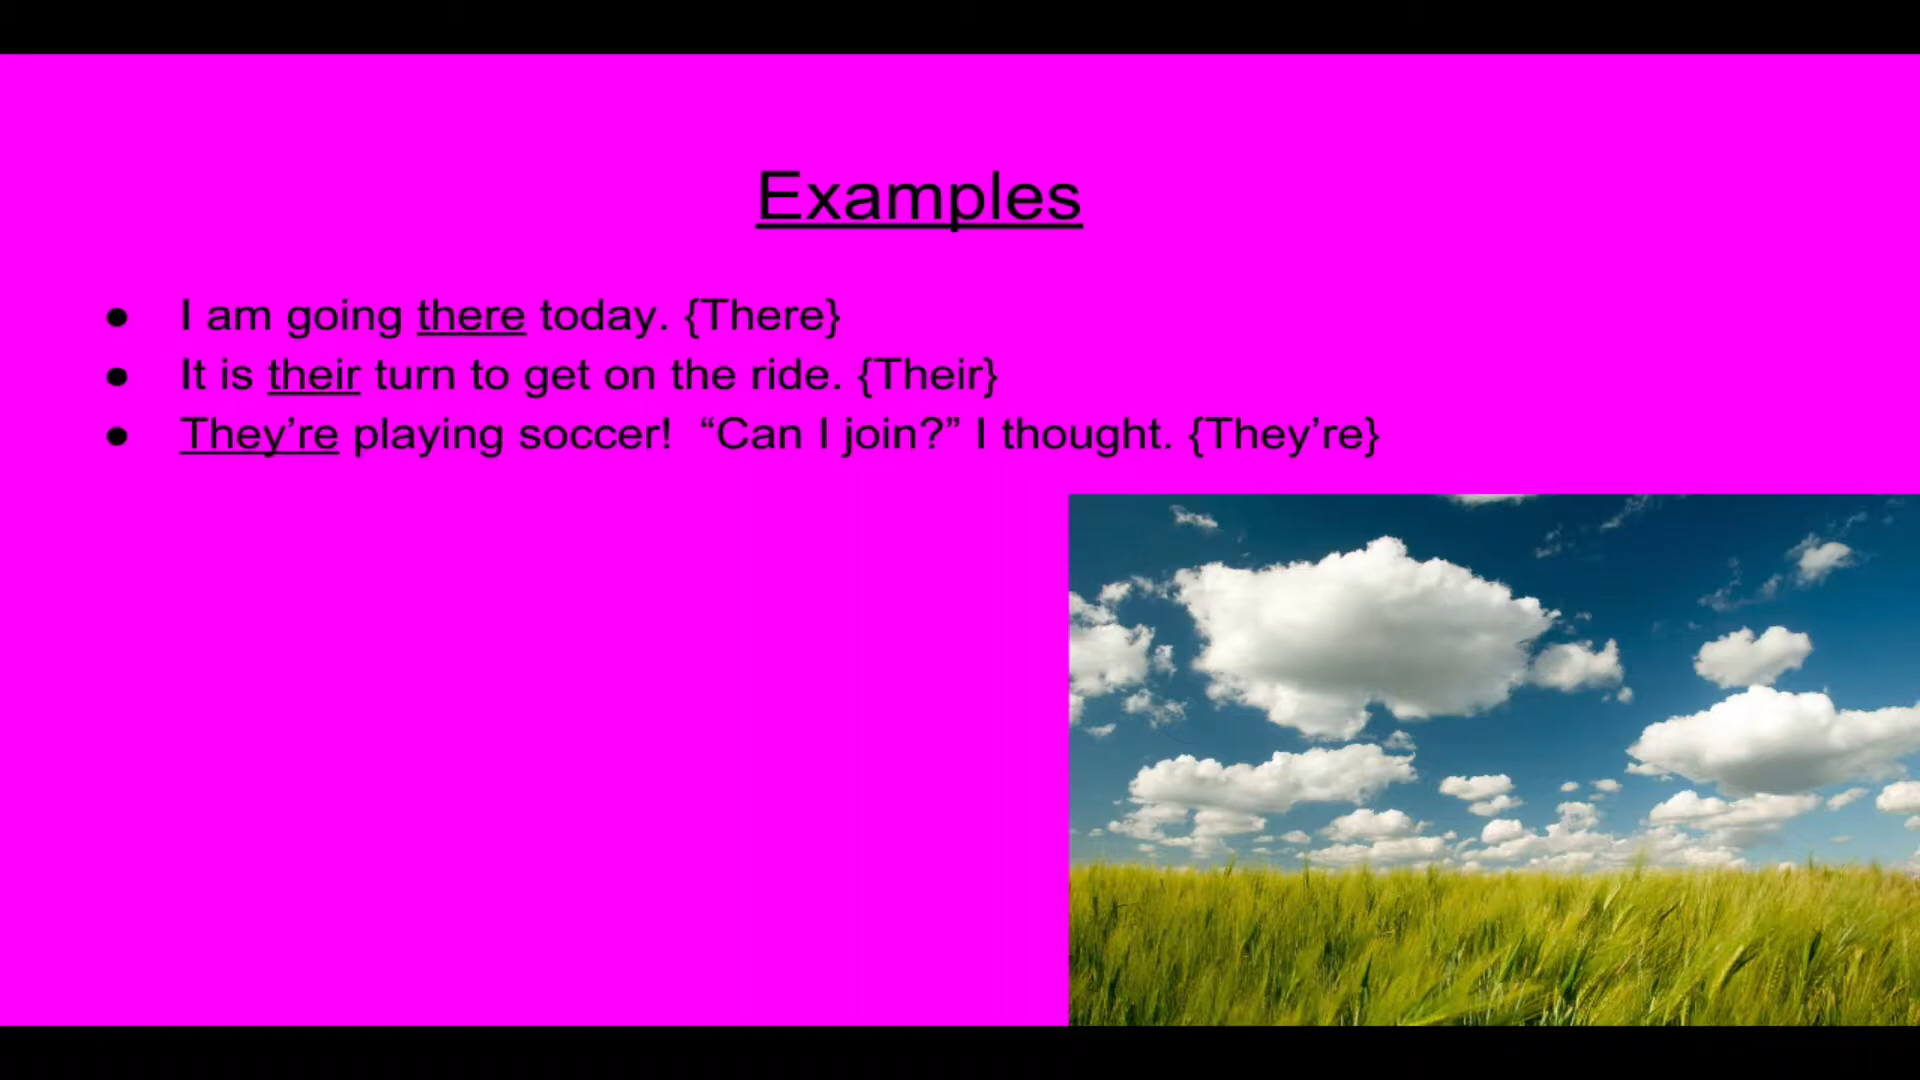 Examples
● I am going there today. {There}
● It is their turn to get on the ride. {Their}
● They’re playing soccer!  “Can I join?” I thought. {They’re}